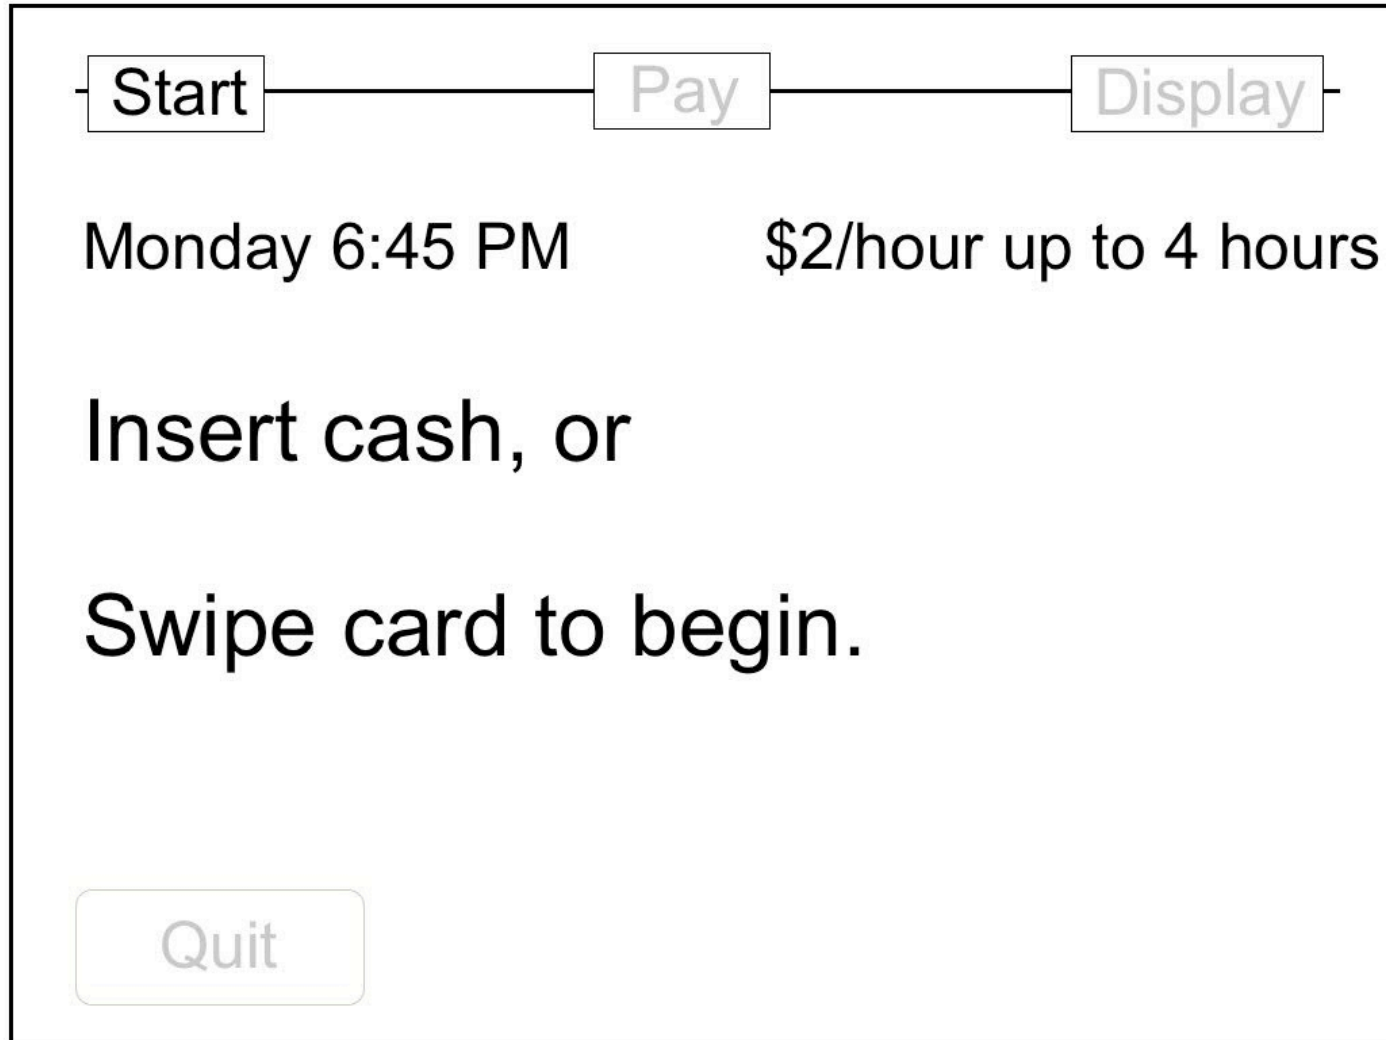 Start Pay Display
Monday 6:45 PM $2/hour up to 4 hours
Insert cash, or
Swipe card to begin.
Quit